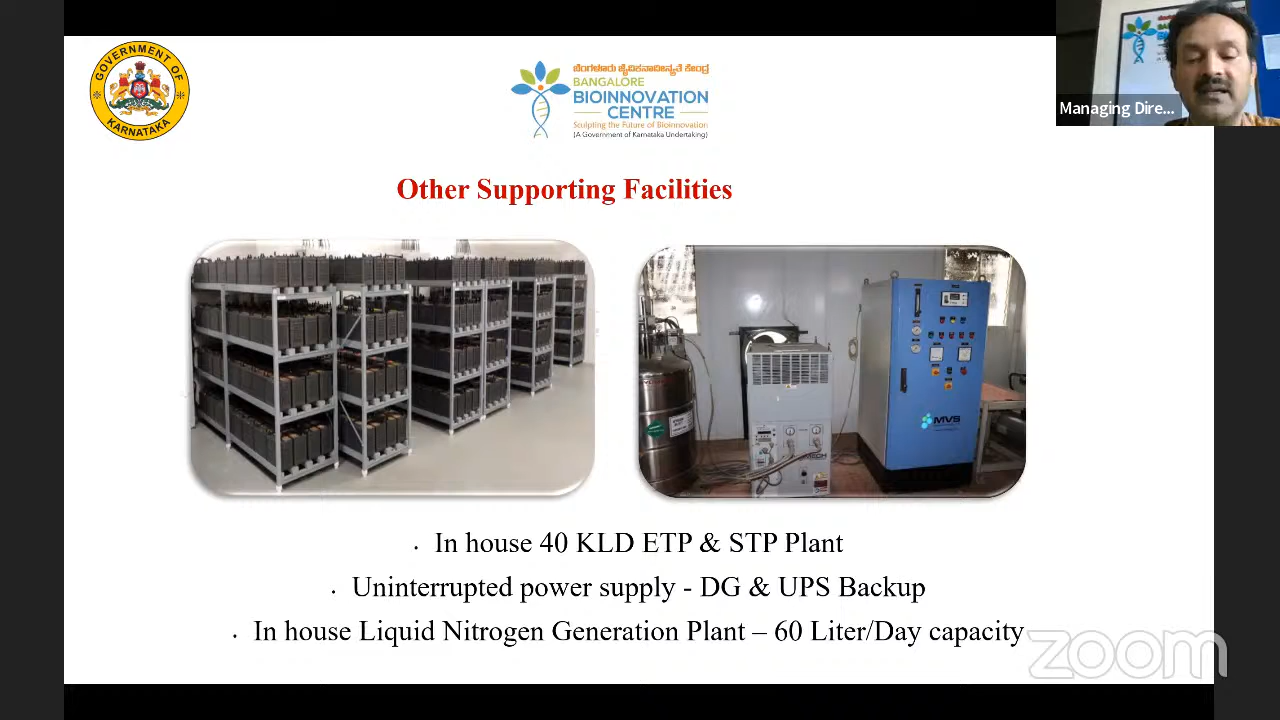 GOVERNMENT OF
KARNATAKA
ಬೆಂಗಳೂರು ಜೈವಿಕನಾವೀನ್ಯತೆ ಕೇಂದ್ರ
BANGALORE
BIOINNOVATION
CENTRE
Sculpting the Future of Bioinnovation
(A Government of Karnataka Undertaking)
Managing Dire...
Other Supporting Facilities
MVS
· In house 40 KLD ETP & STP Plant
· Uninterrupted power supply - DG & UPS Backup
· In house Liquid Nitrogen Generation Plant – 60 Liter/Day capacity
zoom